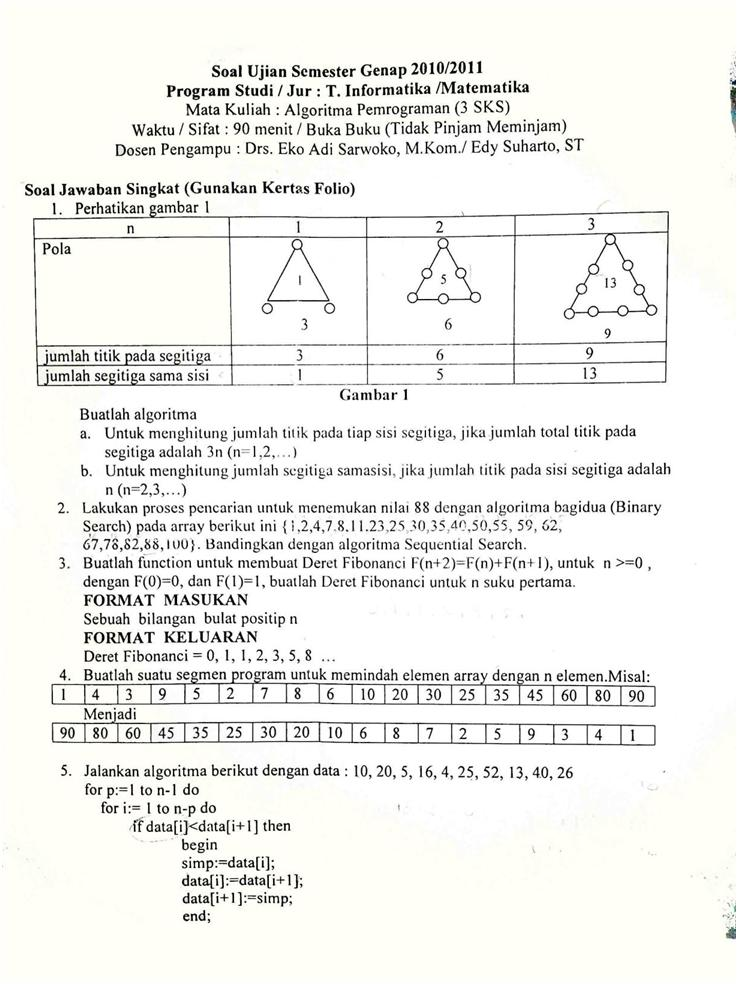 Soal Ujian Semester Genap 2010/2011
Program Studi / Jur : T. Informatika /Matematika
Mata Kuliah : Algoritma Pemrograman (3 SKS)
Waktu / Sifat : 90 menit / Buka Buku (Tidak Pinjam Meminjam)
Dosen Pengampu : Drs. Eko Adi Sarwoko, M.Kom./ Edy Suharto, ST
Soal Jawaban Singkat (Gunakan Kertas Folio)
1. Perhatikan gambar 1
n 1 2 3
Pola
1 5 13
3 6 9
jumlah titik pada segitiga 3 6 9
jumlah segitiga sama sisi 1 5 13
Gambar 1
Buatlah algoritma
a. Untuk menghitung jumlah titik pada tiap sisi segitiga, jika jumlah total titik pada
segitiga adalah 3n (n=1,2,...)
b. Untuk menghitung jumlah segitiga samasisi, jika jumlah titik pada sisi segitiga adalah
n (n=2,3,...)
2. Lakukan proses pencarian untuk menemukan nilai 88 dengan algoritma bagidua (Binary
Search) pada array berikut ini {1,2,4,7.8.11.23,25,30,35,40,50,55, 59, 62,
67,78,82,88,100}. Bandingkan dengan algoritma Sequential Search.
3. Buatlah function untuk membuat Deret Fibonanci F(n+2)=F(n)+F(n+1), untuk n >=0 ,
dengan F(0)=0, dan F(1)=1, buatlah Deret Fibonanci untuk n suku pertama.
FORMAT MASUKAN
Sebuah bilangan bulat positip n
FORMAT KELUARAN
Deret Fibonanci = 0, 1, 1, 2, 3, 5, 8 ...
4. Buatlah suatu segmen program untuk memindah elemen array dengan n elemen.Misal:
1 4 3 9 5 2 7 8 6 10 20 30 25 35 45 60 80 90
Menjadi
90 80 60 45 35 25 30 20 10 6 8 7 2 5 9 3 4 1
5. Jalankan algoritma berikut dengan data : 10, 20, 5, 16, 4, 25, 52, 13, 40, 26
for p:=1 to n-1 do
for i:= 1 to n-p do
if data[i]<data[i+1] then
begin
simp:=data[i];
data[i]:=data[i+1];
data[i+1]:=simp;
end;